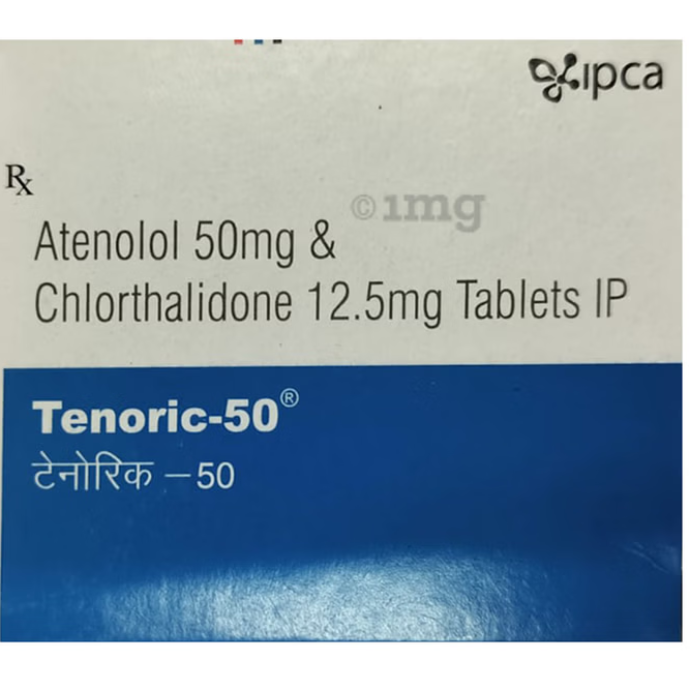 ipca
Rx
©1mg
Atenolol 50mg &
Chlorthalidone 12.5mg Tablets IP
Tenoric-50®
टेनोरिक – 50